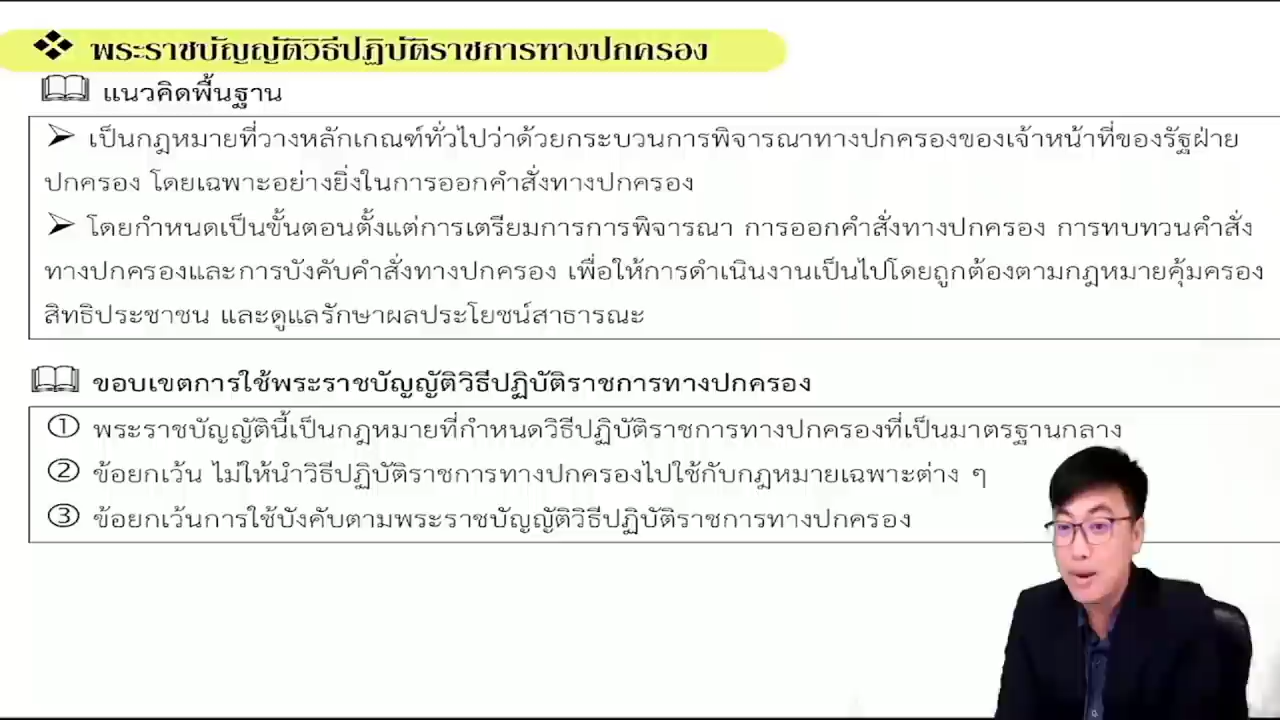 ❖ พระราชบัญญัติวิธีปฏิบัติราชการทางปกครอง
แนวคิดพื้นฐาน
➢ เป็นกฎหมายที่วางหลักเกณฑ์ทั่วไปว่าด้วยกระบวนการพิจารณาทางปกครองของเจ้าหน้าที่ของรัฐฝ่าย
ปกครอง โดยเฉพาะอย่างยิ่งในการออกคำสั่งทางปกครอง
➢ โดยกำหนดเป็นขั้นตอนตั้งแต่การเตรียมการการพิจารณา การออกคำสั่งทางปกครอง การทบทวนคำสั่ง
ทางปกครองและการบังคับคำสั่งทางปกครอง เพื่อให้การดำเนินงานเป็นไปโดยถูกต้องตามกฎหมายคุ้มครอง
สิทธิประชาชน และดูแลรักษาผลประโยชน์สาธารณะ
ขอบเขตการใช้พระราชบัญญัติวิธีปฏิบัติราชการทางปกครอง
① พระราชบัญญัตินี้เป็นกฎหมายที่กำหนดวิธีปฏิบัติราชการทางปกครองที่เป็นมาตรฐานกลาง
② ข้อยกเว้น ไม่ให้นำวิธีปฏิบัติราชการทางปกครองไปใช้กับกฎหมายเฉพาะต่าง ๆ
③ ข้อยกเว้นการใช้บังคับตามพระราชบัญญัติวิธีปฏิบัติราชการทางปกครอง